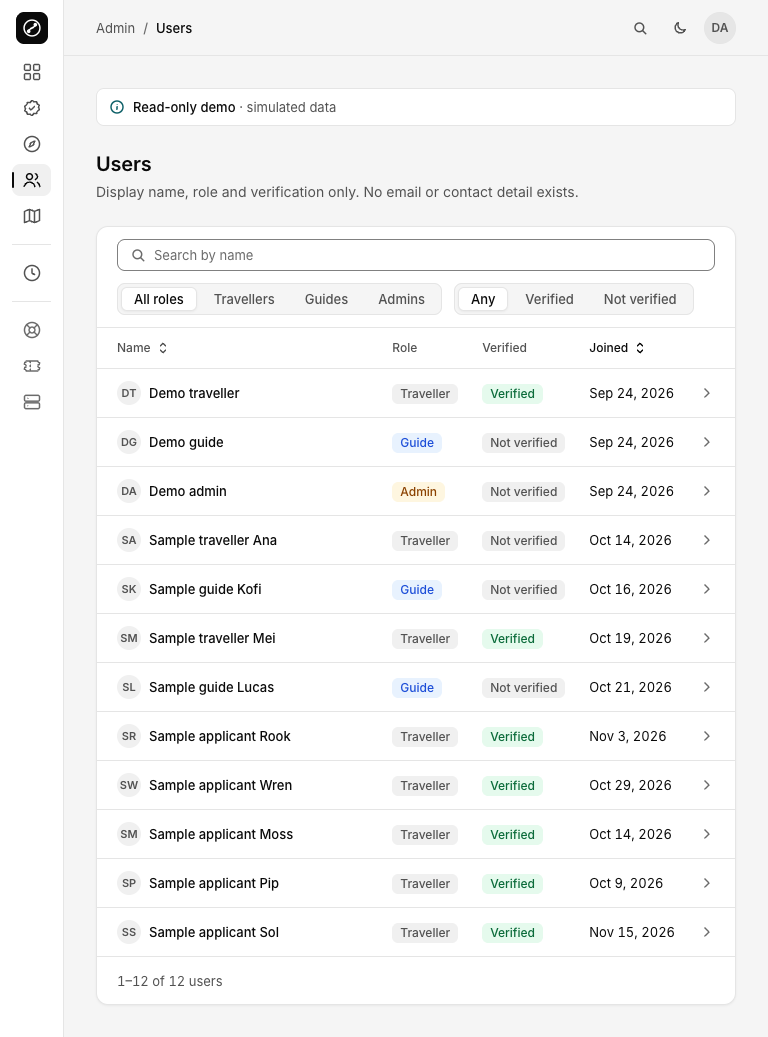 Admin / Users
DA
Read-only demo · simulated data
Users
Display name, role and verification only. No email or contact detail exists.
Search by name
All roles Travellers Guides Admins Any Verified Not verified
Name Role Verified Joined
DT Demo traveller Traveller Verified Sep 24, 2026
DG Demo guide Guide Not verified Sep 24, 2026
DA Demo admin Admin Not verified Sep 24, 2026
SA Sample traveller Ana Traveller Not verified Oct 14, 2026
SK Sample guide Kofi Guide Not verified Oct 16, 2026
SM Sample traveller Mei Traveller Verified Oct 19, 2026
SL Sample guide Lucas Guide Not verified Oct 21, 2026
SR Sample applicant Rook Traveller Verified Nov 3, 2026
SW Sample applicant Wren Traveller Verified Oct 29, 2026
SM Sample applicant Moss Traveller Verified Oct 14, 2026
SP Sample applicant Pip Traveller Verified Oct 9, 2026
SS Sample applicant Sol Traveller Verified Nov 15, 2026
1–12 of 12 users